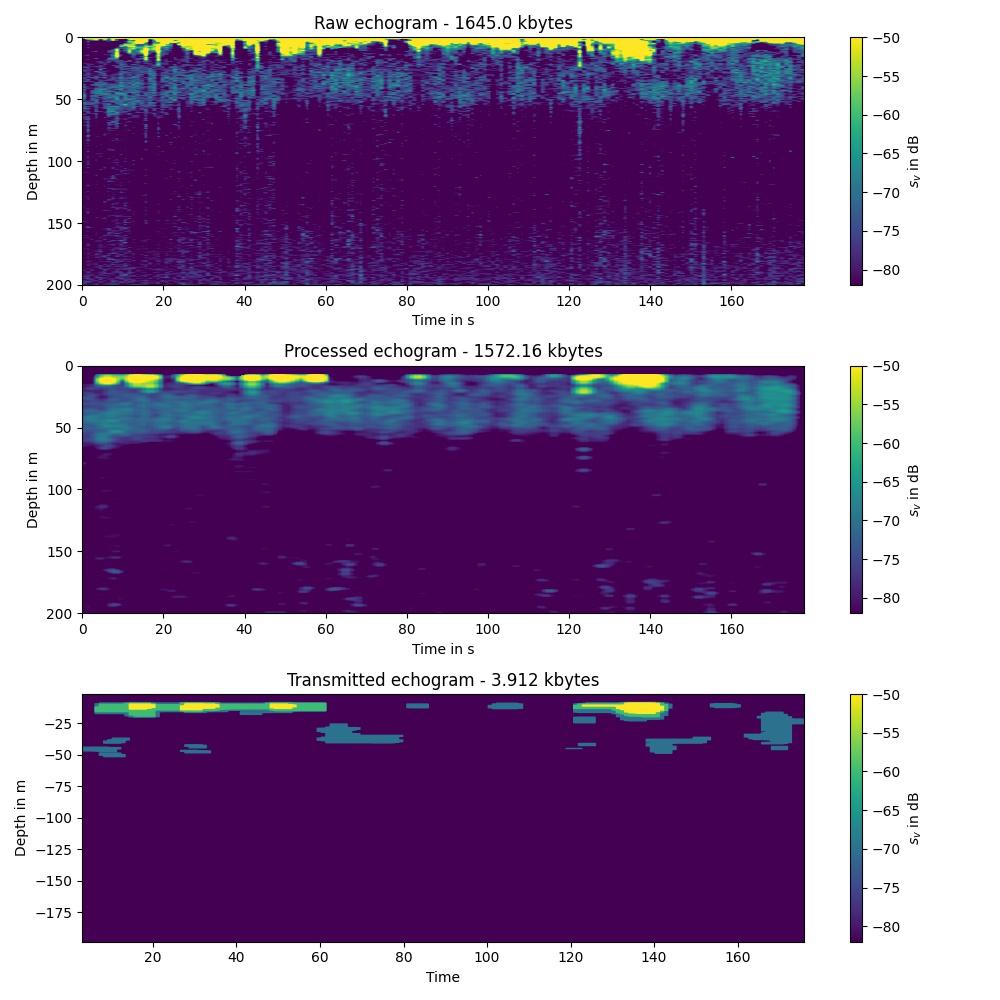 Raw echogram - 1645.0 kbytes
0
50
100
150
200
Depth in m
0 20 40 60 80 100 120 140 160
Time in s
−50
−55
−60
−65
−70
−75
−80
s_v in dB
Processed echogram - 1572.16 kbytes
0
50
100
150
200
Depth in m
0 20 40 60 80 100 120 140 160
Time in s
−50
−55
−60
−65
−70
−75
−80
s_v in dB
Transmitted echogram - 3.912 kbytes
−25
−50
−75
−100
−125
−150
−175
Depth in m
20 40 60 80 100 120 140 160
Time
−50
−55
−60
−65
−70
−75
−80
s_v in dB